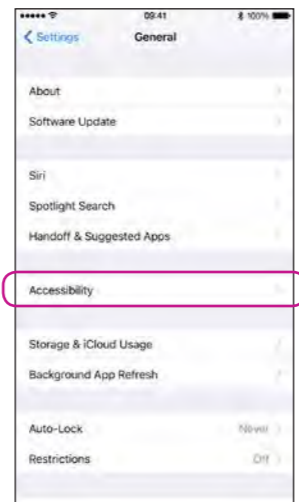 09:41 100%
Settings General
About
Software Update
Siri
Spotlight Search
Handoff & Suggested Apps
Accessibility
Storage & iCloud Usage
Background App Refresh
Auto-Lock Never
Restrictions Off